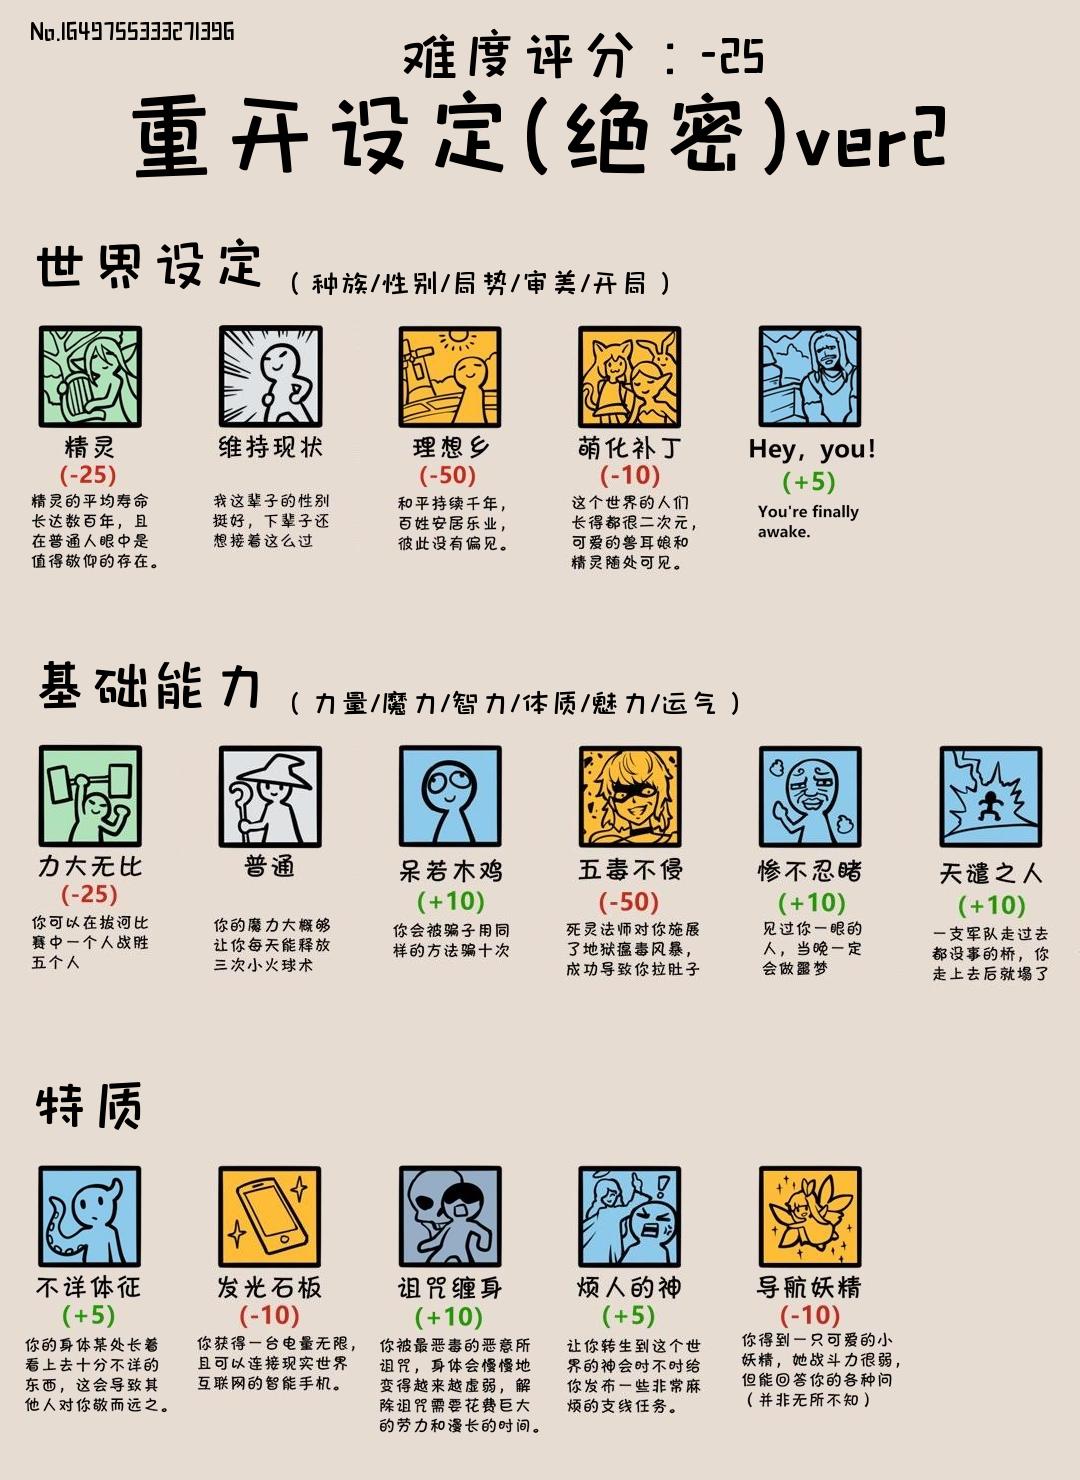 No.1649755333271396
难度评分：-25
重开设定(绝密)ver2
世界设定
（种族/性别/局势/审美/开局）
精灵
(-25)
精灵的平均寿命
长达数百年，且
在普通人眼中是
值得敬仰的存在。
维持现状
我这辈子的性别
挺好，下辈子还
想接着这么过
理想乡
(-50)
和平持续千年，
百姓安居乐业，
彼此没有偏见。
萌化补丁
(-10)
这个世界的人们
长得都很二次元，
可爱的兽耳娘和
精灵随处可见。
Hey, you!
(+5)
You're finally
awake.
基础能力
（力量/魔力/智力/体质/魅力/运气）
力大无比
(-25)
你可以在拔河比
赛中一个人战胜
五个人
普通
你的魔力大概够
让你每天能释放
三次小火球术
呆若木鸡
(+10)
你会被骗子用同
样的方法骗十次
五毒不侵
(-50)
死灵法师对你施展
了地狱瘟毒风暴，
成功导致你拉肚子
惨不忍睹
(+10)
见过你一眼的
人，当晚一定
会做噩梦
天谴之人
(+10)
一支军队走过去
都没事的桥，你
走上去后就塌了
特质
不详体征
(+5)
你的身体某处长着
看上去十分不详的
东西，这会导致其
他人对你敬而远之。
发光石板
(-10)
你获得一台电量无限，
且可以连接现实世界
互联网的智能手机。
诅咒缠身
(+10)
你被最恶毒的恶意所
诅咒，身体会慢慢地
变得越来越虚弱，解
除诅咒需要花费巨大
的劳力和漫长的时间。
烦人的神
(+5)
让你转生到这个世
界的神会时不时给
你发布一些非常麻
烦的支线任务。
导航妖精
(-10)
你得到一只可爱的小
妖精，她战斗力很弱，
但能回答你的各种问
（并非无所不知）